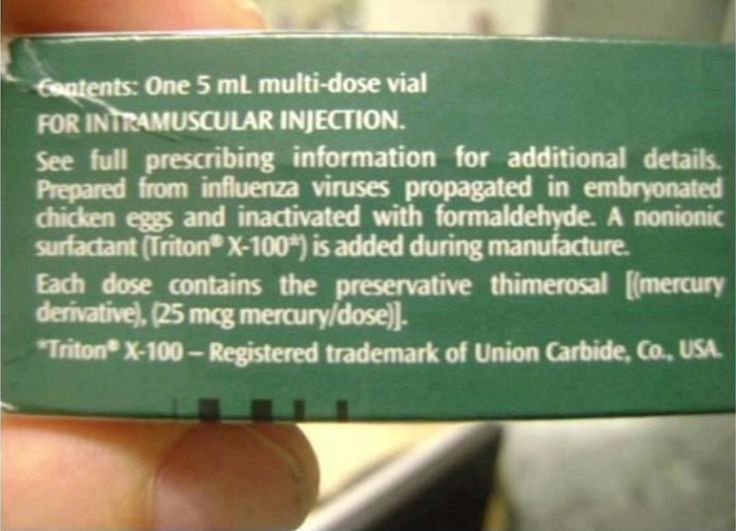 Contents: One 5 mL multi-dose vial
FOR INTRAMUSCULAR INJECTION.
See full prescribing information for additional details.
Prepared from influenza viruses propagated in embryonated
chicken eggs and inactivated with formaldehyde. A nonionic
surfactant (Triton® X-100*) is added during manufacture.
Each dose contains the preservative thimerosal [(mercury
derivative), (25 mcg mercury/dose)].
*Triton® X-100 – Registered trademark of Union Carbide, Co., USA.